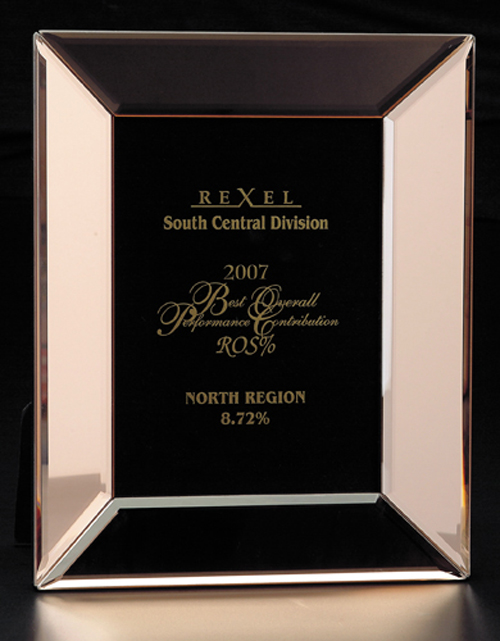 REXEL
South Central Division
2007
Best Overall
Performance Contribution
ROS%
NORTH REGION
8.72%